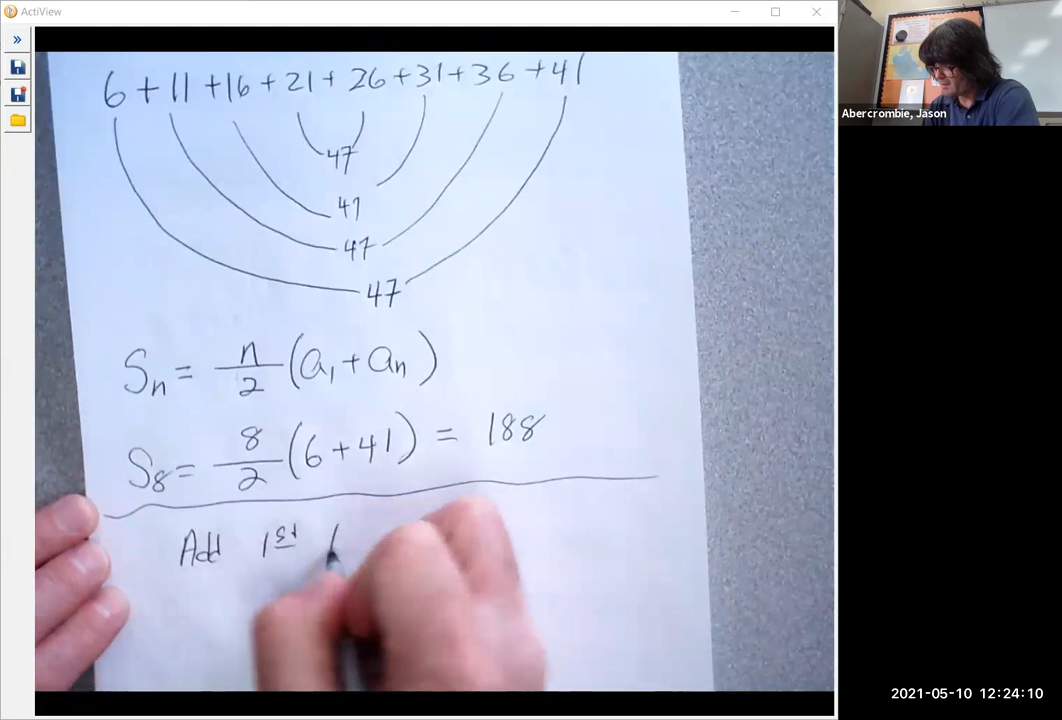 ActiView
6 + 11 + 16 + 21 + 26 + 31 + 36 + 41
47
47
47
47
Sₙ = n/2 (a₁ + aₙ)
S₈ = 8/2 (6 + 41) = 188
Add 1st
Abercrombie, Jason
2021-05-10 12:24:10